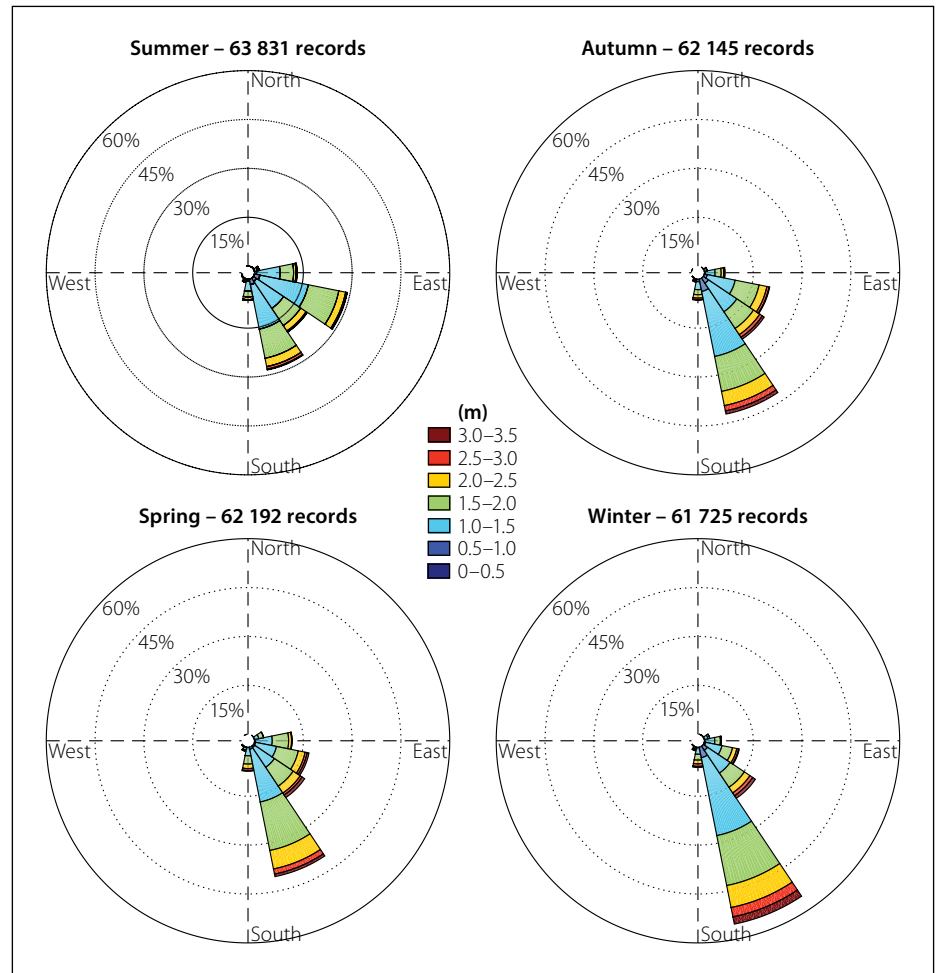 Summer – 63 831 records
North
60%
45%
30%
15%
West
East
South
Autumn – 62 145 records
North
60%
45%
30%
15%
West
East
South
(m)
3.0–3.5
2.5–3.0
2.0–2.5
1.5–2.0
1.0–1.5
0.5–1.0
0–0.5
Spring – 62 192 records
North
60%
45%
30%
15%
West
East
South
Winter – 61 725 records
North
60%
45%
30%
15%
West
East
South